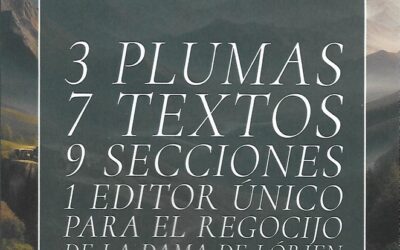 3 PLUMAS
7 TEXTOS
9 SECCIONES
1 EDITOR ÚNICO
PARA EL REGOCIJO
DE LA DAMA DE LÓRIEN